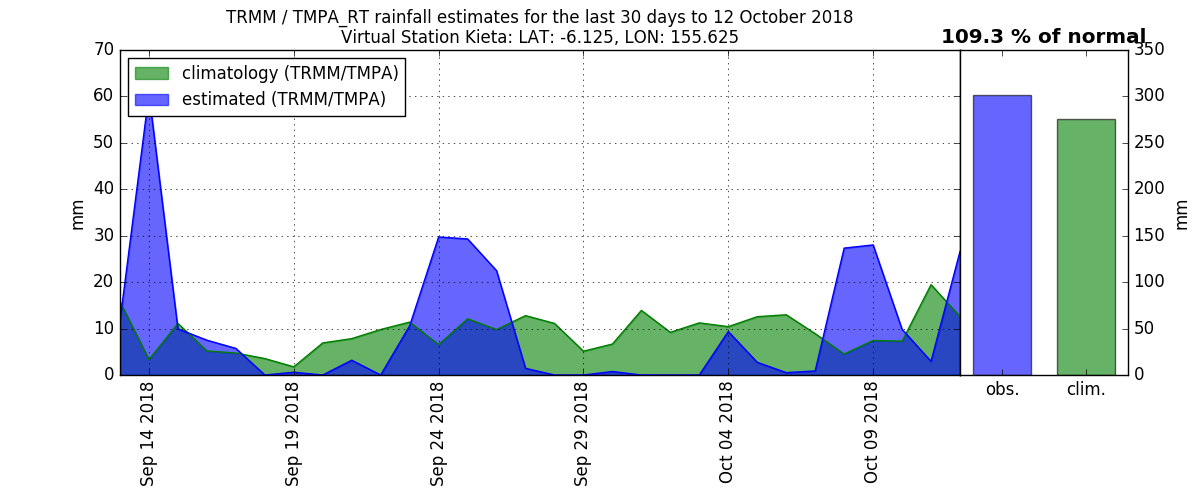 TRMM / TMPA_RT rainfall estimates for the last 30 days to 12 October 2018
Virtual Station Kieta: LAT: -6.125, LON: 155.625
109.3 % of normal
climatology (TRMM/TMPA)
estimated (TRMM/TMPA)
mm
70
60
50
40
30
20
10
0
Sep 14 2018
Sep 19 2018
Sep 24 2018
Sep 29 2018
Oct 04 2018
Oct 09 2018
obs.
clim.
350
300
250
200
150
100
50
0
mm